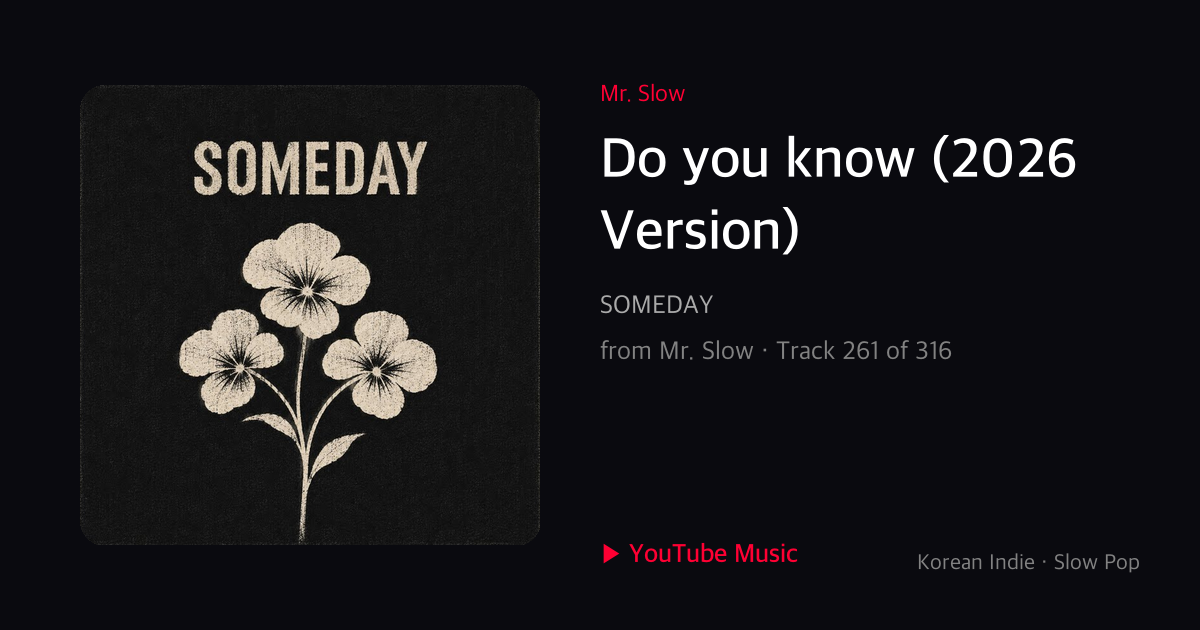 SOMEDAY
Mr. Slow
Do you know (2026
Version)
SOMEDAY
from Mr. Slow · Track 261 of 316
YouTube Music
Korean Indie · Slow Pop